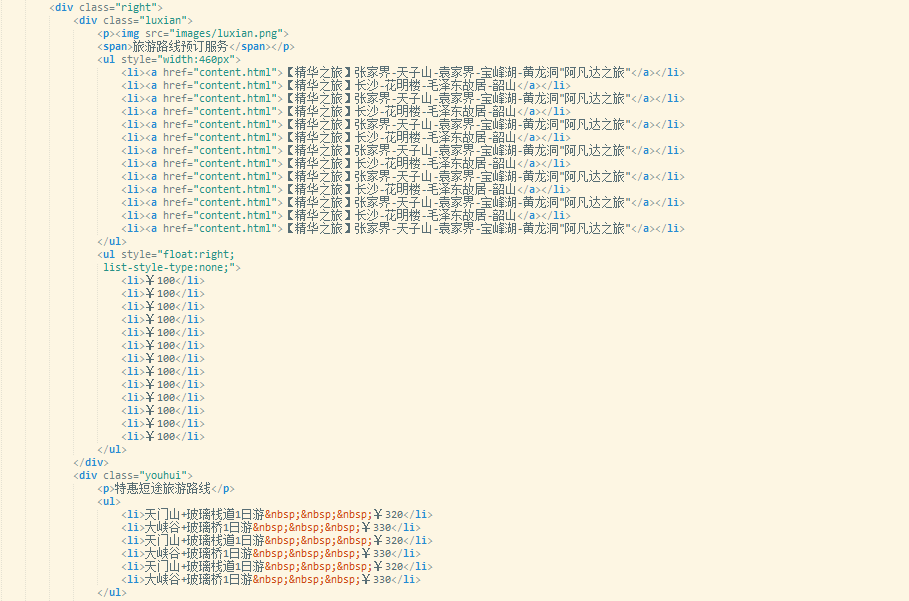 <div class="right">
<div class="luxian">
<p><img src="images/luxian.png">
<span>旅游路线预订服务</span></p>
<ul style="width:460px">
<li><a href="content.html">【精华之旅】张家界-天子山-袁家界-宝峰湖-黄龙洞"阿凡达之旅"</a></li>
<li><a href="content.html">【精华之旅】长沙-花明楼-毛泽东故居-韶山</a></li>
<li><a href="content.html">【精华之旅】张家界-天子山-袁家界-宝峰湖-黄龙洞"阿凡达之旅"</a></li>
<li><a href="content.html">【精华之旅】长沙-花明楼-毛泽东故居-韶山</a></li>
<li><a href="content.html">【精华之旅】张家界-天子山-袁家界-宝峰湖-黄龙洞"阿凡达之旅"</a></li>
<li><a href="content.html">【精华之旅】长沙-花明楼-毛泽东故居-韶山</a></li>
<li><a href="content.html">【精华之旅】张家界-天子山-袁家界-宝峰湖-黄龙洞"阿凡达之旅"</a></li>
<li><a href="content.html">【精华之旅】长沙-花明楼-毛泽东故居-韶山</a></li>
<li><a href="content.html">【精华之旅】张家界-天子山-袁家界-宝峰湖-黄龙洞"阿凡达之旅"</a></li>
<li><a href="content.html">【精华之旅】长沙-花明楼-毛泽东故居-韶山</a></li>
<li><a href="content.html">【精华之旅】张家界-天子山-袁家界-宝峰湖-黄龙洞"阿凡达之旅"</a></li>
<li><a href="content.html">【精华之旅】长沙-花明楼-毛泽东故居-韶山</a></li>
<li><a href="content.html">【精华之旅】张家界-天子山-袁家界-宝峰湖-黄龙洞"阿凡达之旅"</a></li>
</ul>
<ul style="float:right;
list-style-type:none;">
<li>￥100</li>
<li>￥100</li>
<li>￥100</li>
<li>￥100</li>
<li>￥100</li>
<li>￥100</li>
<li>￥100</li>
<li>￥100</li>
<li>￥100</li>
<li>￥100</li>
<li>￥100</li>
<li>￥100</li>
<li>￥100</li>
</ul>
</div>
<div class="youhui">
<p>特惠短途旅游路线</p>
<ul>
<li>天门山+玻璃栈道1日游&nbsp;&nbsp;&nbsp;￥320</li>
<li>大峡谷+玻璃桥1日游&nbsp;&nbsp;&nbsp;￥330</li>
<li>天门山+玻璃栈道1日游&nbsp;&nbsp;&nbsp;￥320</li>
<li>大峡谷+玻璃桥1日游&nbsp;&nbsp;&nbsp;￥330</li>
<li>天门山+玻璃栈道1日游&nbsp;&nbsp;&nbsp;￥320</li>
<li>大峡谷+玻璃桥1日游&nbsp;&nbsp;&nbsp;￥330</li>
</ul>